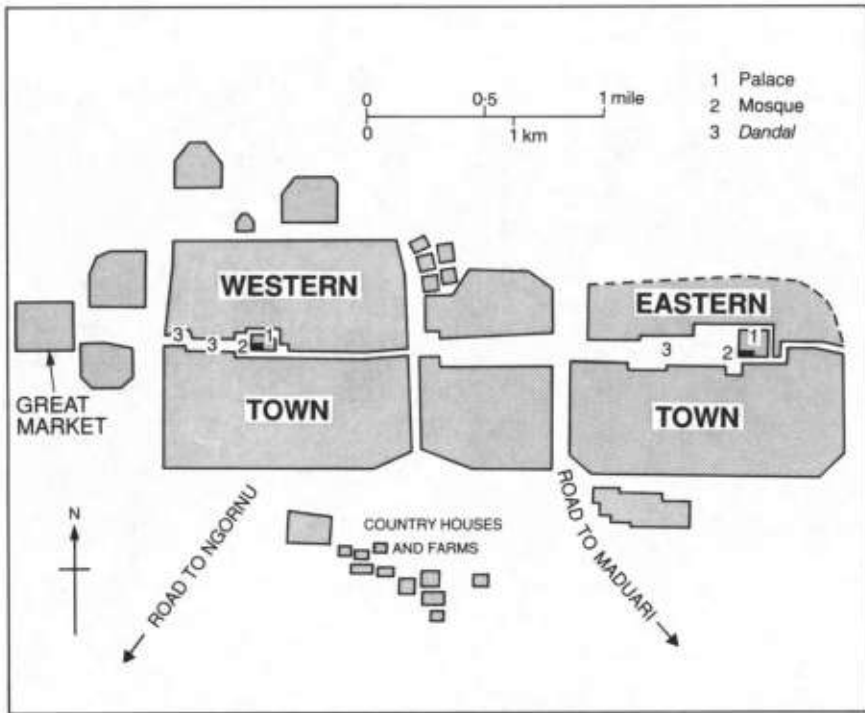 0 0·5 1 mile
0 1 km
1 Palace
2 Mosque
3 Dandal
WESTERN
EASTERN
3
3
2
1
3
2
1
GREAT
MARKET
TOWN
TOWN
ROAD TO NGORNU
COUNTRY HOUSES
AND FARMS
ROAD TO MADUARI
N